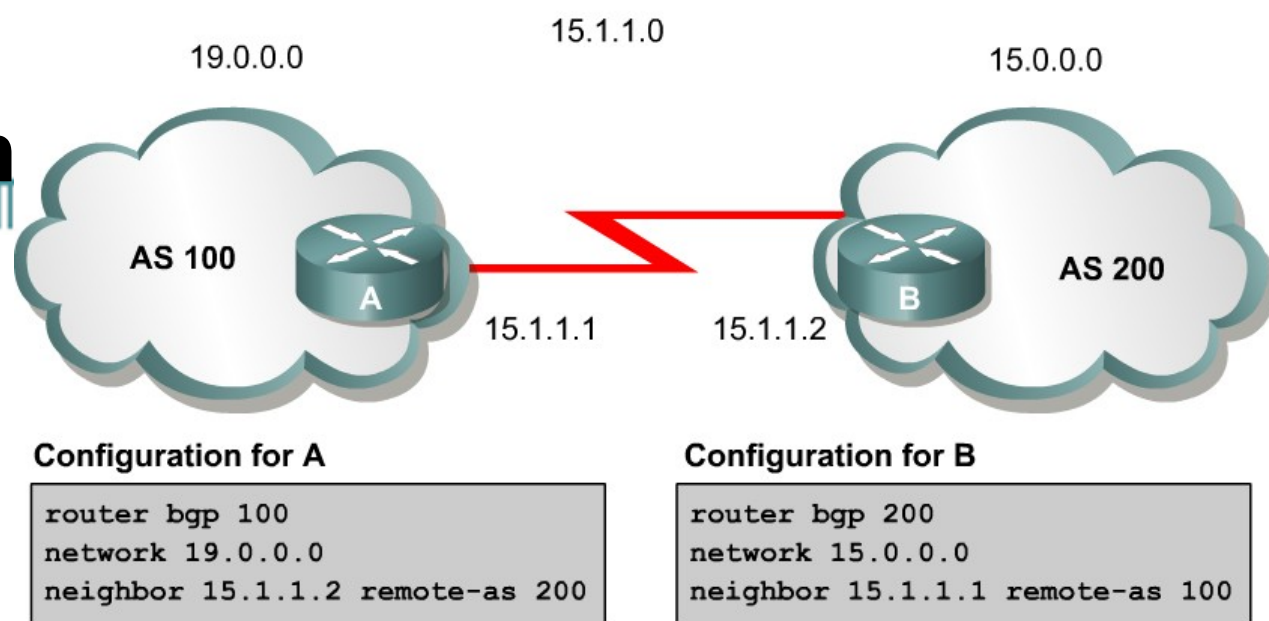 15.1.1.0
19.0.0.0
15.0.0.0
AS 100
A
B
AS 200
15.1.1.1
15.1.1.2
Configuration for A
router bgp 100
network 19.0.0.0
neighbor 15.1.1.2 remote-as 200
Configuration for B
router bgp 200
network 15.0.0.0
neighbor 15.1.1.1 remote-as 100